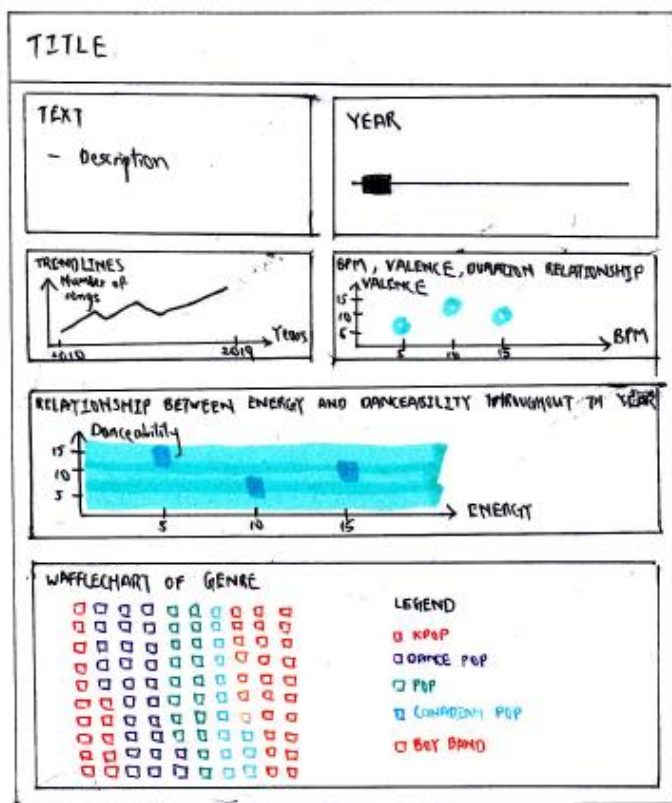 TITLE
TEXT
- Description
YEAR
TRENDLINES
Number of
songs
Years
2010
2019
BPM, VALENCE, DURATION RELATIONSHIP
VALENCE
15
10
5
5
10
15
BPM
RELATIONSHIP BETWEEN ENERGY AND DANCEABILITY THROUGHOUT TH YEAR
Danceability
15
10
5
5
10
15
ENERGY
WAFFLECHART OF GENRE
LEGEND
KPOP
DANCE POP
POP
CANADIAN POP
BOY BAND